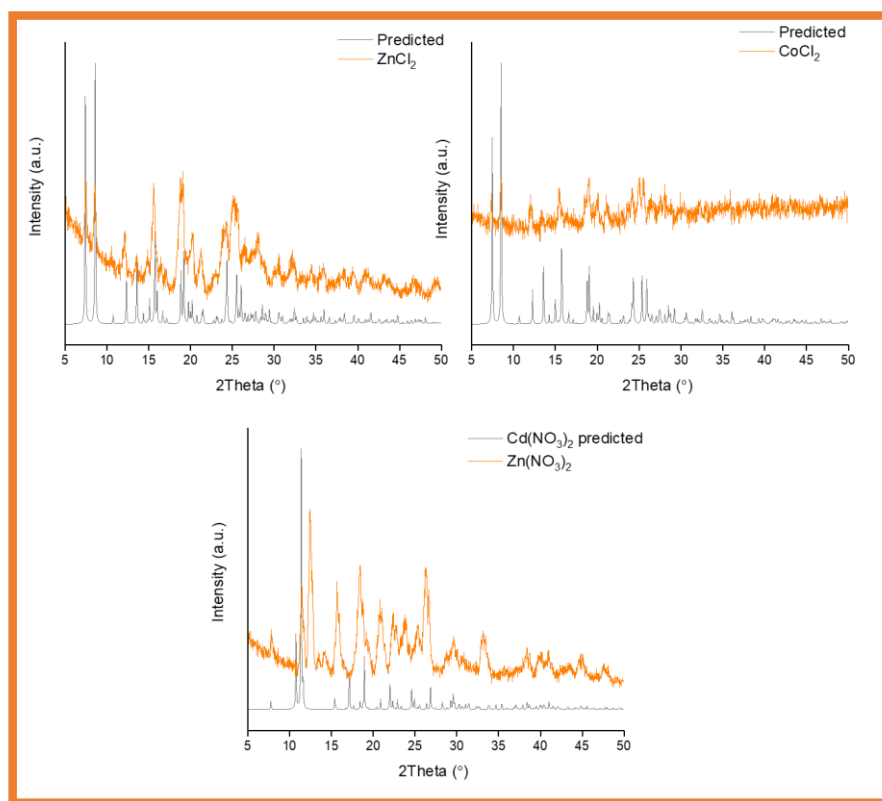 Predicted
ZnCl2
Intensity (a.u.)
5 10 15 20 25 30 35 40 45 50
2Theta (°)
Predicted
CoCl2
Intensity (a.u.)
5 10 15 20 25 30 35 40 45 50
2Theta (°)
Cd(NO3)2 predicted
Zn(NO3)2
Intensity (a.u.)
5 10 15 20 25 30 35 40 45 50
2Theta (°)